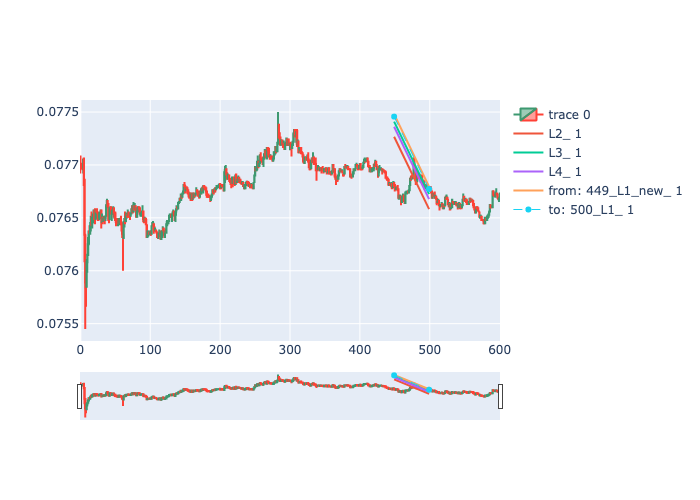 0.0775
0.077
0.0765
0.076
0.0755
0
100
200
300
400
500
600
trace 0
L2_ 1
L3_ 1
L4_ 1
from: 449_L1_new_ 1
to: 500_L1_ 1